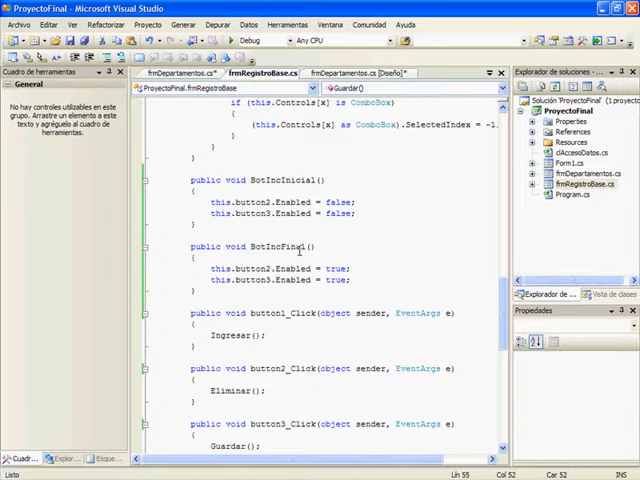 ProyectoFinal - Microsoft Visual Studio
Archivo Editar Ver Refactorizar Proyecto Generar Depurar Datos Herramientas Ventana Comunidad Ayuda
Debug Any CPU
Cuadro de herramientas
General
No hay controles utilizables en este
grupo. Arrastre un elemento a este
texto y agréguelo al cuadro de
herramientas.
Cuadr... Explor... Esque...
frmDepartamentos.cs* frmRegistroBase.cs frmDepartamentos.cs [Diseño]*
ProyectoFinal.frmRegistroBase Guardar()
if (this.Controls[x] is ComboBox)
{
(this.Controls[x] as ComboBox).SelectedIndex = -1
}
}
}
public void BotIncInicial()
{
this.button2.Enabled = false;
this.button3.Enabled = false;
}
public void BotIncFinal()
{
this.button2.Enabled = true;
this.button3.Enabled = true;
}
public void button1_Click(object sender, EventArgs e)
{
Ingresar();
}
public void button2_Click(object sender, EventArgs e)
{
Eliminar();
}
public void button3_Click(object sender, EventArgs e)
{
Guardar();
Explorador de soluciones
Solución 'ProyectoFinal'
ProyectoFinal
Properties
References
Resources
clAccesoDatos.cs
Form1.cs
frmDepartamentos.cs
frmRegistroBase.cs
Program.cs
Explorador de ... Vista de clases
Propiedades
Listo Lín 55 Col 52 Car 52 INS